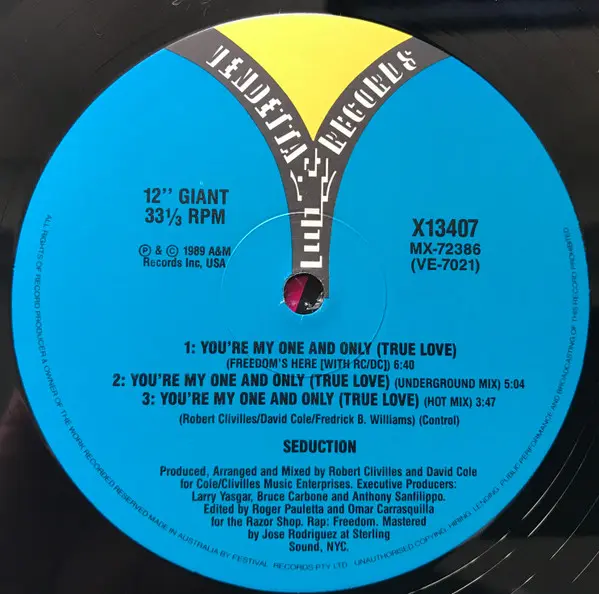 VENDETTA RECORDS
12" GIANT
33⅓ RPM
Ⓟ & © 1989 A&M
Records Inc, USA
X13407
MX-72386
(VE-7021)
1: YOU'RE MY ONE AND ONLY (TRUE LOVE)
(FREEDOM'S HERE [WITH RC/DC]) 6:40
2: YOU'RE MY ONE AND ONLY (TRUE LOVE) (UNDERGROUND MIX) 5:04
3: YOU'RE MY ONE AND ONLY (TRUE LOVE) (HOT MIX) 3:47
(Robert Clivilles/David Cole/Fredrick B. Williams) (Control)
SEDUCTION
Produced, Arranged and Mixed by Robert Clivilles and David Cole
for Cole/Clivilles Music Enterprises. Executive Producers:
Larry Yasgar, Bruce Carbone and Anthony Sanfilippo.
Edited by Roger Pauletta and Omar Carrasquilla
for the Razor Shop. Rap: Freedom. Mastered
by Jose Rodriguez at Sterling
Sound, NYC.
ALL RIGHTS OF RECORD PRODUCER & OWNER OF THE WORK RECORDED RESERVED MADE IN AUSTRALIA BY FESTIVAL RECORDS PTY LTD. UNAUTHORISED COPYING, HIRING, LENDING, PUBLIC PERFORMANCE AND BROADCASTING OF THIS RECORD PROHIBITED